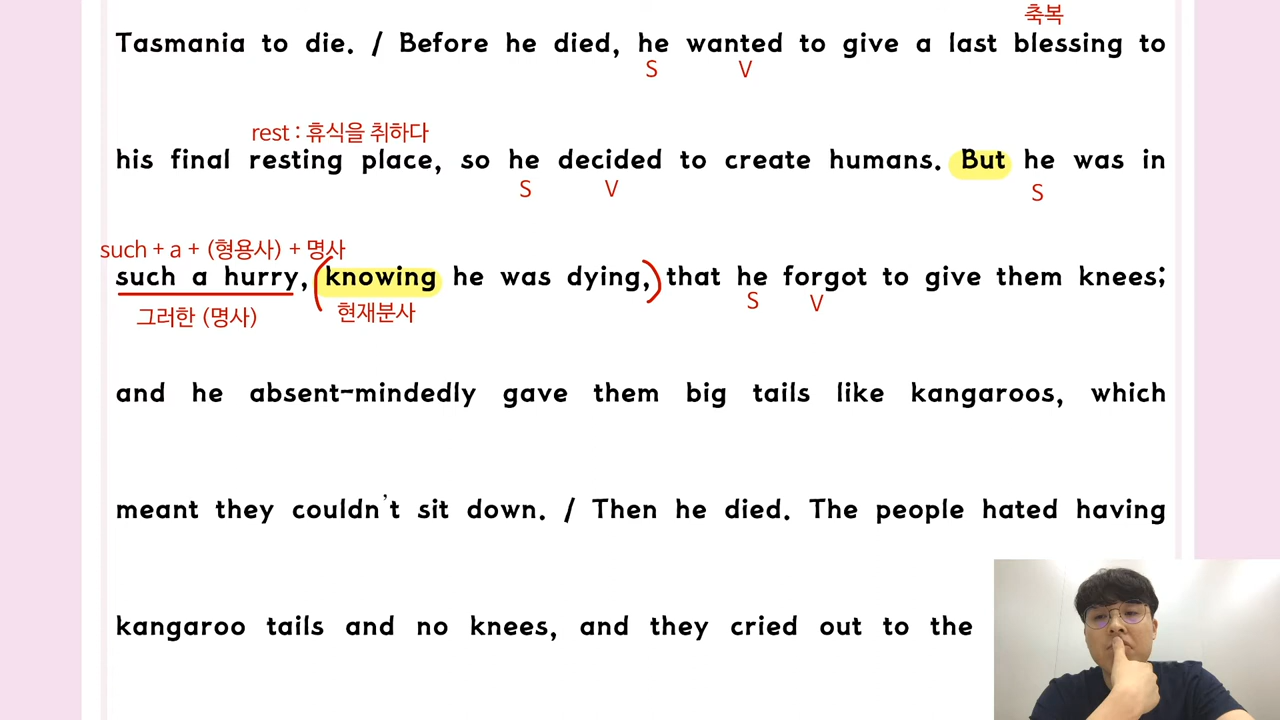 축복
Tasmania to die. / Before he died, he wanted to give a last blessing to
S V
rest : 휴식을 취하다
his final resting place, so he decided to create humans. But he was in
S V S
such + a + (형용사) + 명사
such a hurry, (knowing he was dying,) that he forgot to give them knees;
그러한 (명사) 현재분사 S V
and he absent-mindedly gave them big tails like kangaroos, which
meant they couldn't sit down. / Then he died. The people hated having
kangaroo tails and no knees, and they cried out to the